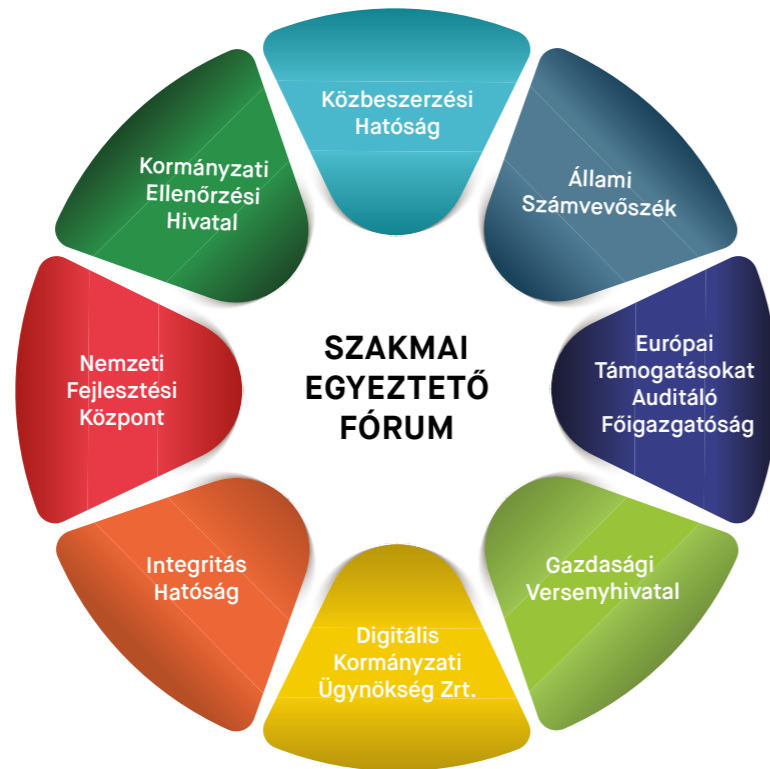 Közbeszerzési
Hatóság
Állami
Számvevőszék
Európai
Támogatásokat
Auditáló
Főigazgatóság
Gazdasági
Versenyhivatal
Digitális
Kormányzati
Ügynökség Zrt.
Integritás
Hatóság
Nemzeti
Fejlesztési
Központ
Kormányzati
Ellenőrzési
Hivatal
SZAKMAI
EGYEZTETŐ
FÓRUM